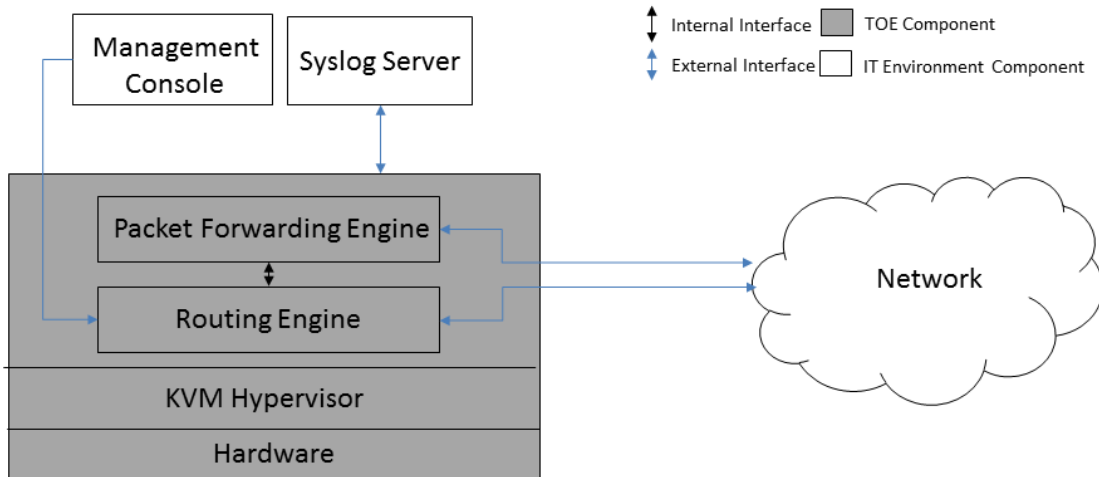 Management
Console
Syslog Server
Internal Interface
TOE Component
External Interface
IT Environment Component
Packet Forwarding Engine
Routing Engine
Network
KVM Hypervisor
Hardware